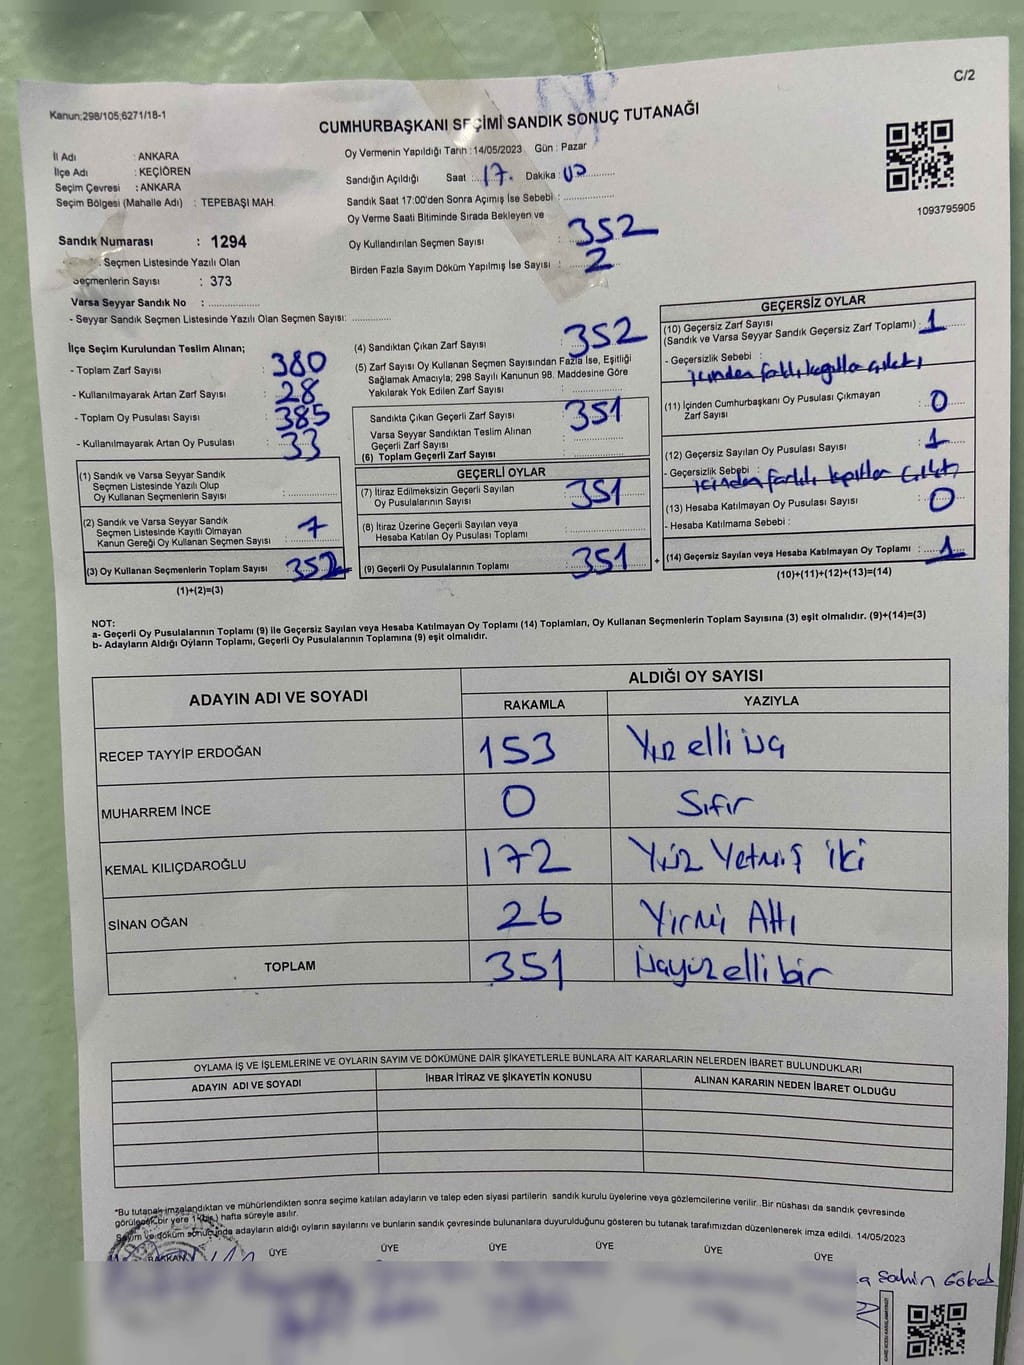 C/2
Kanun;298/105;6271/18-1
CUMHURBAŞKANI SEÇİMİ SANDIK SONUÇ TUTANAĞI
İl Adı : ANKARA
İlçe Adı : KEÇİÖREN
Seçim Çevresi : ANKARA
Seçim Bölgesi (Mahalle Adı) : TEPEBAŞI MAH.
Sandık Numarası : 1294
Seçmen Listesinde Yazılı Olan
Seçmenlerin Sayısı : 373
Varsa Seyyar Sandık No : ...............
- Seyyar Sandık Seçmen Listesinde Yazılı Olan Seçmen Sayısı: ............
Oy Vermenin Yapıldığı Tarih :14/05/2023 Gün : Pazar
Sandığın Açıldığı Saat : 17. Dakika : 00
Sandık Saat 17:00'den Sonra Açımış İse Sebebi : ...............
Oy Verme Saati Bitiminde Sırada Bekleyen ve
Oy Kullandırılan Seçmen Sayısı 352
Birden Fazla Sayım Döküm Yapılmış İse Sayısı : 2
1093795905
İlçe Seçim Kurulundan Teslim Alınan;
- Toplam Zarf Sayısı : 380
- Kullanılmayarak Artan Zarf Sayısı : 28
- Toplam Oy Pusulası Sayısı : 385
- Kullanılmayarak Artan Oy Pusulası : 33
(1) Sandık ve Varsa Seyyar Sandık
Seçmen Listesinde Yazılı Olup
Oy Kullanan Seçmenlerin Sayısı : ............
(2) Sandık ve Varsa Seyyar Sandık
Seçmen Listesinde Kayıtlı Olmayan
Kanun Gereği Oy Kullanan Seçmen Sayısı : 7
(3) Oy Kullanan Seçmenlerin Toplam Sayısı : 352
(1)+(2)=(3)
(4) Sandıktan Çıkan Zarf Sayısı : 352
(5) Zarf Sayısı Oy Kullanan Seçmen Sayısından Fazla İse, Eşitliği
Sağlamak Amacıyla; 298 Sayılı Kanunun 98. Maddesine Göre
Yakılarak Yok Edilen Zarf Sayısı : ............
Sandıkta Çıkan Geçerli Zarf Sayısı : 351
Varsa Seyyar Sandıktan Teslim Alınan
Geçerli Zarf Sayısı : ............
(6) Toplam Geçerli Zarf Sayısı : ............
GEÇERLİ OYLAR
(7) İtiraz Edilmeksizin Geçerli Sayılan
Oy Pusulalarının Sayısı : 351
(8) İtiraz Üzerine Geçerli Sayılan veya
Hesaba Katılan Oy Pusulası Toplamı : ............
(9) Geçerli Oy Pusulalarının Toplamı : 351
+
GEÇERSİZ OYLAR
(10) Geçersiz Zarf Sayısı
(Sandık ve Varsa Seyyar Sandık Geçersiz Zarf Toplamı) : 1
- Geçersizlik Sebebi :
içinden farklı kağıtlar çıktı
(11) İçinden Cumhurbaşkanı Oy Pusulası Çıkmayan
Zarf Sayısı : 0
(12) Geçersiz Sayılan Oy Pusulası Sayısı : 1
- Geçersizlik Sebebi :
içinden farklı kağıtlar çıktı
(13) Hesaba Katılmayan Oy Pusulası Sayısı : 0
- Hesaba Katılmama Sebebi :
(14) Geçersiz Sayılan veya Hesaba Katılmayan Oy Toplamı : 1
(10)+(11)+(12)+(13)=(14)
NOT:
a- Geçerli Oy Pusulalarının Toplamı (9) ile Geçersiz Sayılan veya Hesaba Katılmayan Oy Toplamı (14) Toplamları, Oy Kullanan Seçmenlerin Toplam Sayısına (3) eşit olmalıdır. (9)+(14)=(3)
b- Adayların Aldığı Oyların Toplamı, Geçerli Oy Pusulalarının Toplamına (9) eşit olmalıdır.
ADAYIN ADI VE SOYADI ALDIĞI OY SAYISI
RAKAMLA YAZIYLA
RECEP TAYYİP ERDOĞAN 153 Yüz elli üç
MUHARREM İNCE 0 Sıfır
KEMAL KILIÇDAROĞLU 172 Yüz Yetmiş iki
SİNAN OĞAN 26 Yirmi Altı
TOPLAM 351 üçyüz elli bir
OYLAMA İŞ VE İŞLEMLERİNE VE OYLARIN SAYIM VE DÖKÜMÜNE DAİR ŞİKAYETLERLE BUNLARA AİT KARARLARIN NELERDEN İBARET BULUNDUKLARI
ADAYIN ADI VE SOYADI İHBAR İTİRAZ VE ŞİKAYETİN KONUSU ALINAN KARARIN NEDEN İBARET OLDUĞU
*Bu tutanak imzalandıktan ve mühürlendikten sonra seçime katılan adayların ve talep eden siyasi partilerin sandık kurulu üyelerine veya gözlemcilerine verilir. Bir nüshası da sandık çevresinde
görülecek bir yere 1 (bir) hafta süreyle asılır.
Sayım ve döküm sonucunda adayların aldığı oyların sayılarını ve bunların sandık çevresinde bulunanlara duyurulduğunu gösteren bu tutanak tarafımızdan düzenlenerek imza edildi. 14/05/2023
BAŞKAN ÜYE ÜYE ÜYE ÜYE ÜYE ÜYE